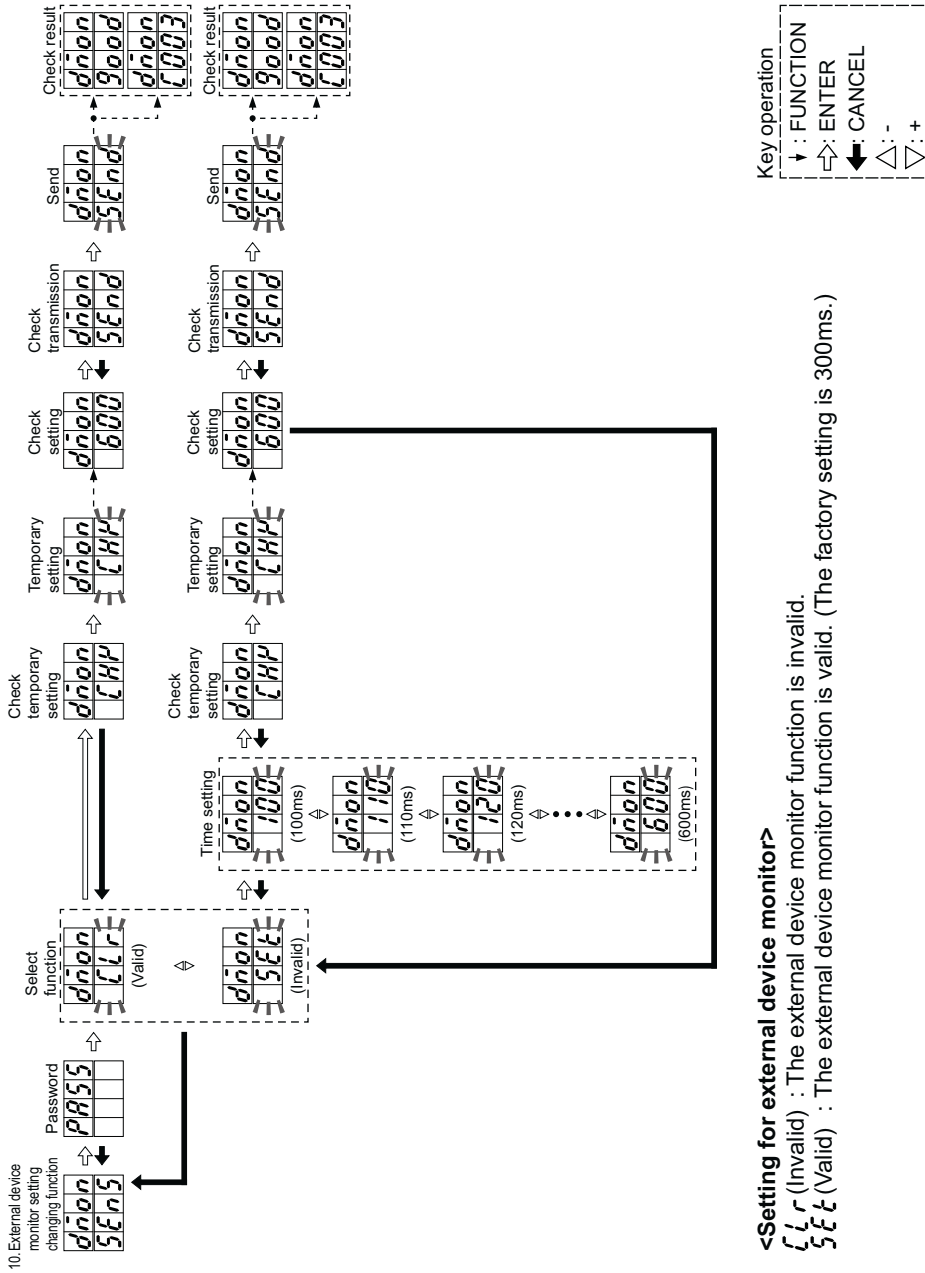 10.External device
monitor setting
changing function
dnon
SEnS
Password
PASS
Select
function
dnon
CLr
(Valid)
dnon
SEt
(Invalid)
Check
temporary
setting
dnon
CHK
Temporary
setting
dnon
CHK
Check
setting
dnon
600
Check
transmission
dnon
SEnd
Send
dnon
SEnd
Check result
dnon
good
dnon
C003
Time setting
dnon
100
(100ms)
dnon
110
(110ms)
dnon
120
(120ms)
dnon
600
(600ms)
Check
temporary
setting
dnon
CHK
Temporary
setting
dnon
CHK
Check
setting
dnon
600
Check
transmission
dnon
SEnd
Send
dnon
SEnd
Check result
dnon
good
dnon
C003
<Setting for external device monitor>
CLr (Invalid) : The external device monitor function is invalid.
SEt (Valid) : The external device monitor function is valid. (The factory setting is 300ms.)
Key operation
: FUNCTION
: ENTER
: CANCEL
: -
: +